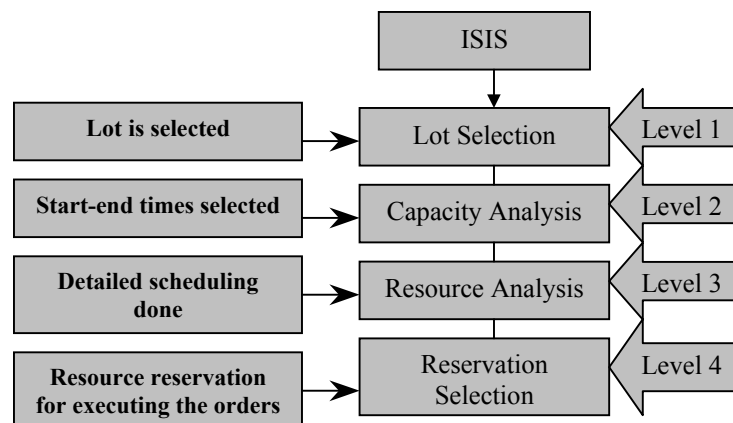 ISIS
Lot is selected
Lot Selection
Level 1
Start-end times selected
Capacity Analysis
Level 2
Detailed scheduling
done
Resource Analysis
Level 3
Resource reservation
for executing the orders
Reservation
Selection
Level 4